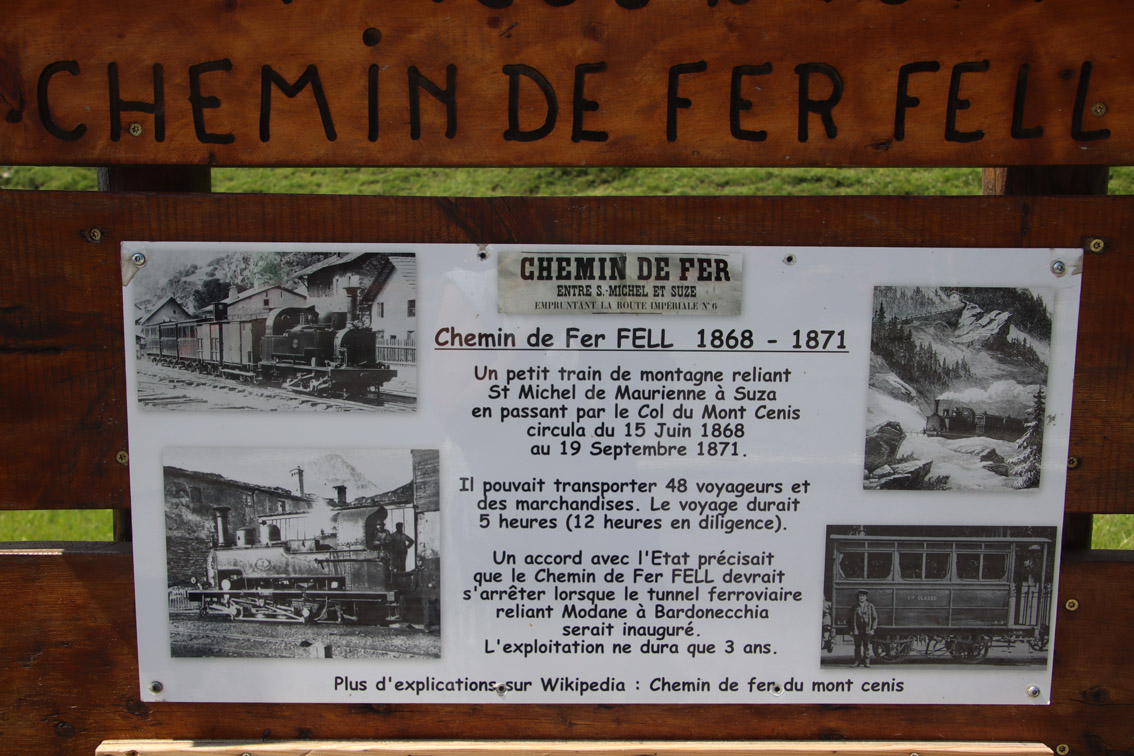 CHEMIN DE FER FELL
CHEMIN DE FER
ENTRE S.-MICHEL ET SUZE
EMPRUNTANT LA ROUTE IMPÉRIALE N°6
Chemin de Fer FELL 1868 - 1871
Un petit train de montagne reliant
St Michel de Maurienne à Suza
en passant par le Col du Mont Cenis
circula du 15 Juin 1868
au 19 Septembre 1871.
Il pouvait transporter 48 voyageurs et
des marchandises. Le voyage durait
5 heures (12 heures en diligence).
Un accord avec l'Etat précisait
que le Chemin de Fer FELL devrait
s'arrêter lorsque le tunnel ferroviaire
reliant Modane à Bardonecchia
serait inauguré.
L'exploitation ne dura que 3 ans.
Plus d'explications sur Wikipedia : Chemin de fer du mont cenis